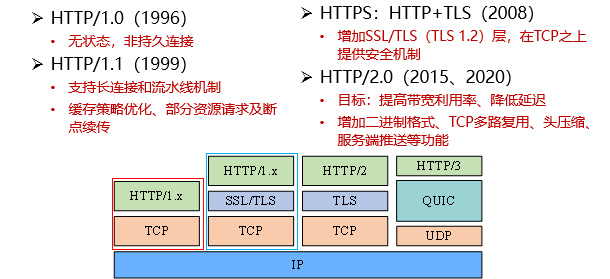 ➢ HTTP/1.0 (1996)
• 无状态，非持久连接
➢ HTTP/1.1 (1999)
• 支持长连接和流水线机制
• 缓存策略优化、部分资源请求及断
点续传
➢ HTTPS：HTTP+TLS（2008）
• 增加SSL/TLS（TLS 1.2）层，在TCP之上
提供安全机制
➢ HTTP/2.0 (2015、2020)
• 目标：提高带宽利用率、降低延迟
• 增加二进制格式、TCP多路复用、头压缩、
服务端推送等功能
HTTP/1.x
TCP
HTTP/1.x
SSL/TLS
TCP
HTTP/2
TLS
TCP
HTTP/3
QUIC
UDP
IP